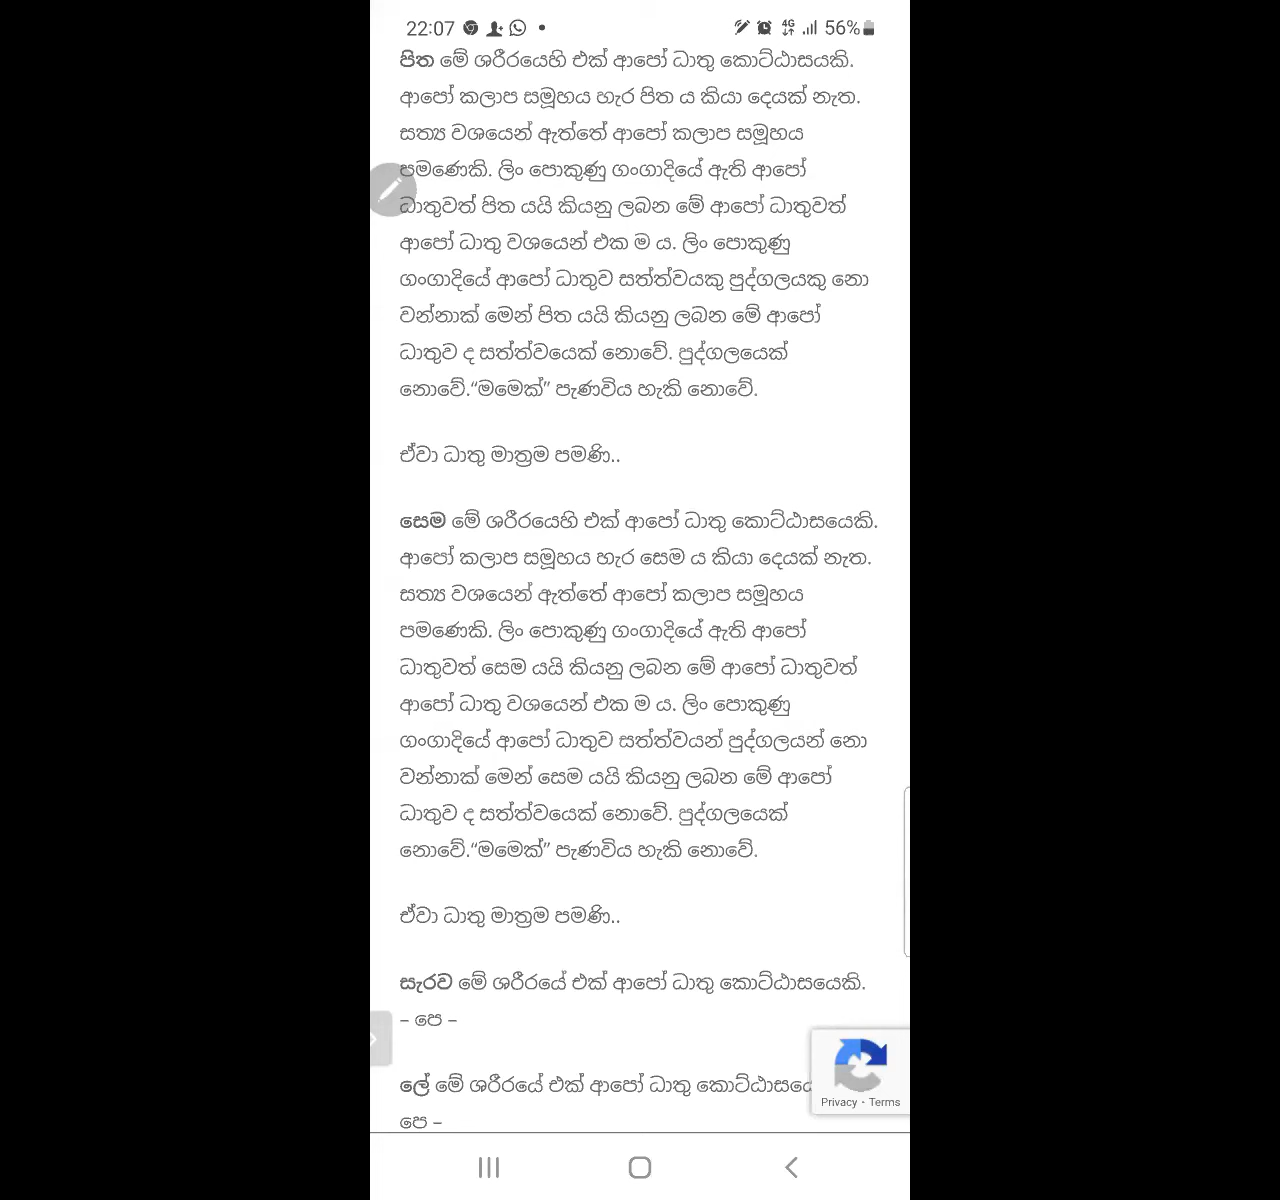 22:07
4G
56%
පිත මේ ශරීරයෙහි එක් ආපෝ ධාතු කොට්ඨාසයකි.
ආපෝ කලාප සමූහය හැර පිත ය කියා දෙයක් නැත.
සත්‍ය වශයෙන් ඇත්තේ ආපෝ කලාප සමූහය
පමණෙකි. ලිං පොකුණු ගංගාදියේ ඇති ආපෝ
ධාතුවත් පිත යයි කියනු ලබන මේ ආපෝ ධාතුවත්
ආපෝ ධාතු වශයෙන් එක ම ය. ලිං පොකුණු
ගංගාදියේ ආපෝ ධාතුව සත්ත්වයකු පුද්ගලයකු නො
වන්නාක් මෙන් පිත යයි කියනු ලබන මේ ආපෝ
ධාතුව ද සත්ත්වයෙක් නොවේ. පුද්ගලයෙක්
නොවේ.“මමෙක්” පැණවිය හැකි නොවේ.
ඒවා ධාතු මාත්‍රම පමණි..
සෙම මේ ශරීරයෙහි එක් ආපෝ ධාතු කොට්ඨාසයෙකි.
ආපෝ කලාප සමූහය හැර සෙම ය කියා දෙයක් නැත.
සත්‍ය වශයෙන් ඇත්තේ ආපෝ කලාප සමූහය
පමණෙකි. ලිං පොකුණු ගංගාදියේ ඇති ආපෝ
ධාතුවත් සෙම යයි කියනු ලබන මේ ආපෝ ධාතුවත්
ආපෝ ධාතු වශයෙන් එක ම ය. ලිං පොකුණු
ගංගාදියේ ආපෝ ධාතුව සත්ත්වයන් පුද්ගලයන් නො
වන්නාක් මෙන් සෙම යයි කියනු ලබන මේ ආපෝ
ධාතුව ද සත්ත්වයෙක් නොවේ. පුද්ගලයෙක්
නොවේ.“මමෙක්” පැණවිය හැකි නොවේ.
ඒවා ධාතු මාත්‍රම පමණි..
සැරව මේ ශරීරයේ එක් ආපෝ ධාතු කොට්ඨාසයෙකි.
– පෙ –
ලේ මේ ශරීරයේ එක් ආපෝ ධාතු
පෙ –
Privacy - Terms